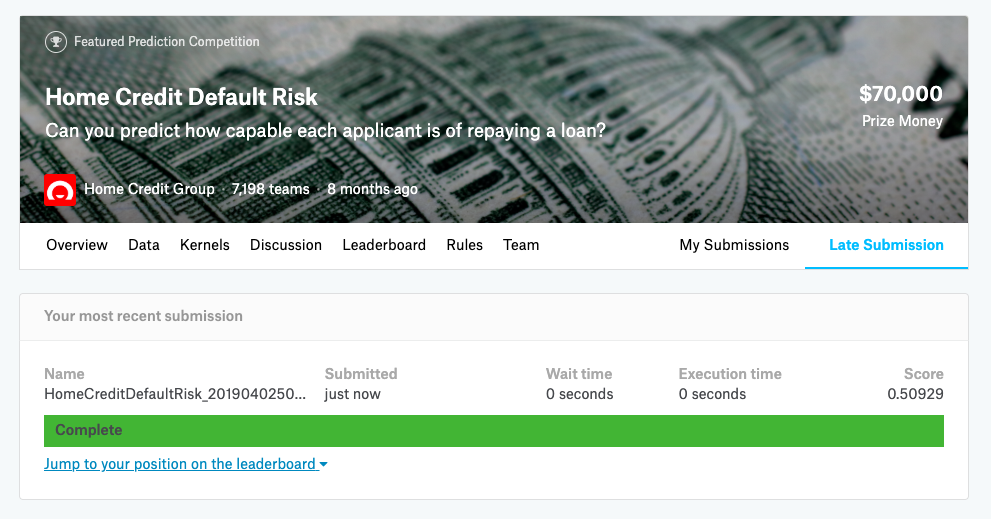 Featured Prediction Competition
Home Credit Default Risk
$70,000
Can you predict how capable each applicant is of repaying a loan?
Prize Money
Home Credit Group 7,198 teams · 8 months ago
Overview Data Kernels Discussion Leaderboard Rules Team My Submissions Late Submission
Your most recent submission
Name Submitted Wait time Execution time Score
HomeCreditDefaultRisk_2019040250... just now 0 seconds 0 seconds 0.50929
Complete
Jump to your position on the leaderboard